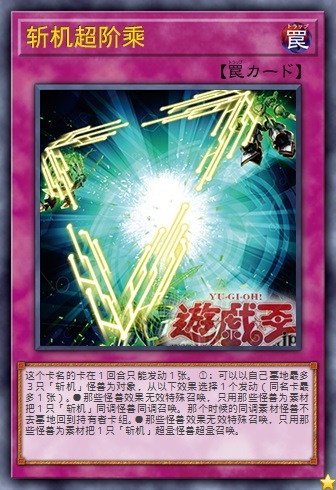 斩机超阶乘
トラップ
罠
【罠カード】
YU-GI-OH!
遊戯王
这个卡名的卡在1回合只能发动1张。①：可以以自己墓地最多
3只「斩机」怪兽为对象，从以下效果选择1个发动（同名卡最
多1张）。●那些怪兽效果无效特殊召唤，只用那些怪兽为素材
把1只「斩机」同调怪兽同调召唤。那个时候的同调素材怪兽不
去墓地回到持有者卡组。●那些怪兽效果无效特殊召唤，只用那
些怪兽为素材把1只「斩机」超量怪兽超量召唤。